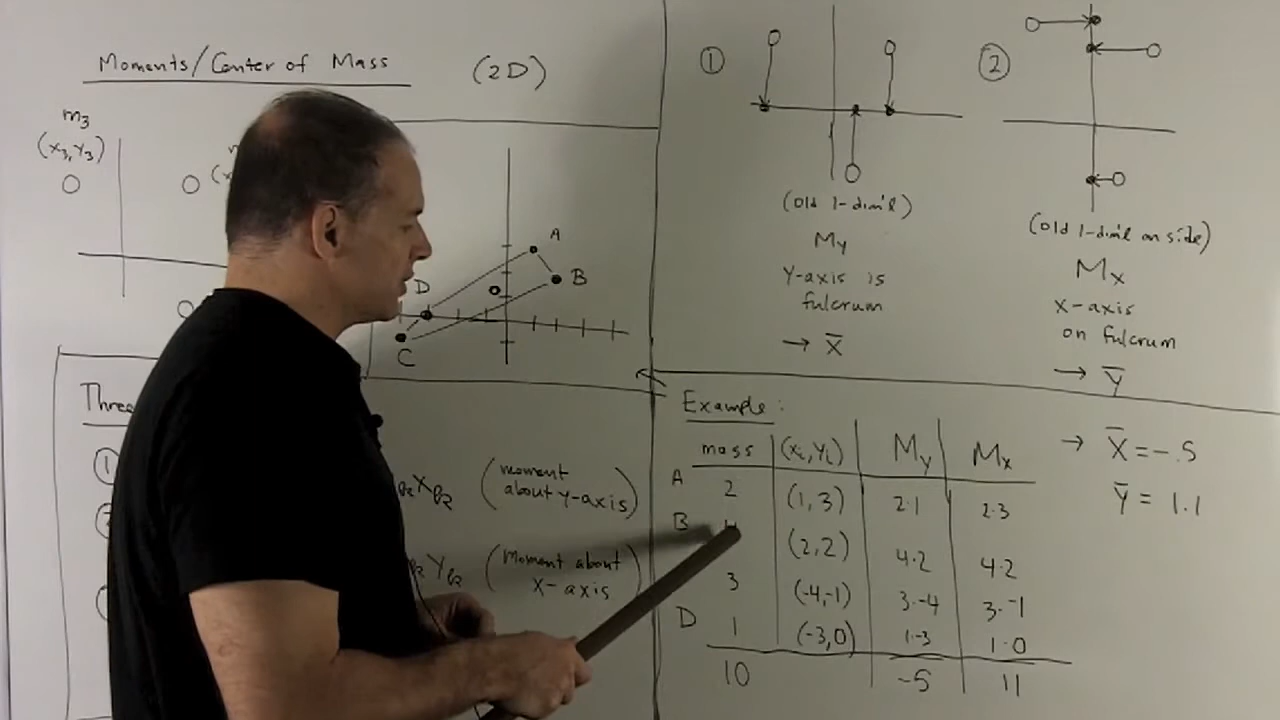 Moments/Center of Mass (2D)
m₃
(x₃,y₃)
A
B
D
C
Three
①
x (moment
about y-axis)
y (Moment about
x-axis)
①
(old 1-dim'l)
My
Y-axis is
fulcrum
→ x̄
②
(old 1-dim'l on side)
Mx
x-axis
on fulcrum
→ ȳ
Example:
mass (xᵢ,yᵢ) My Mx
A 2 (1,3) 2·1 2·3
B 4 (2,2) 4·2 4·2
3 (-4,-1) 3·-4 3·-1
D 1 (-3,0) 1·-3 1·0
10 -5 11
→ x̄ = -.5
ȳ = 1.1